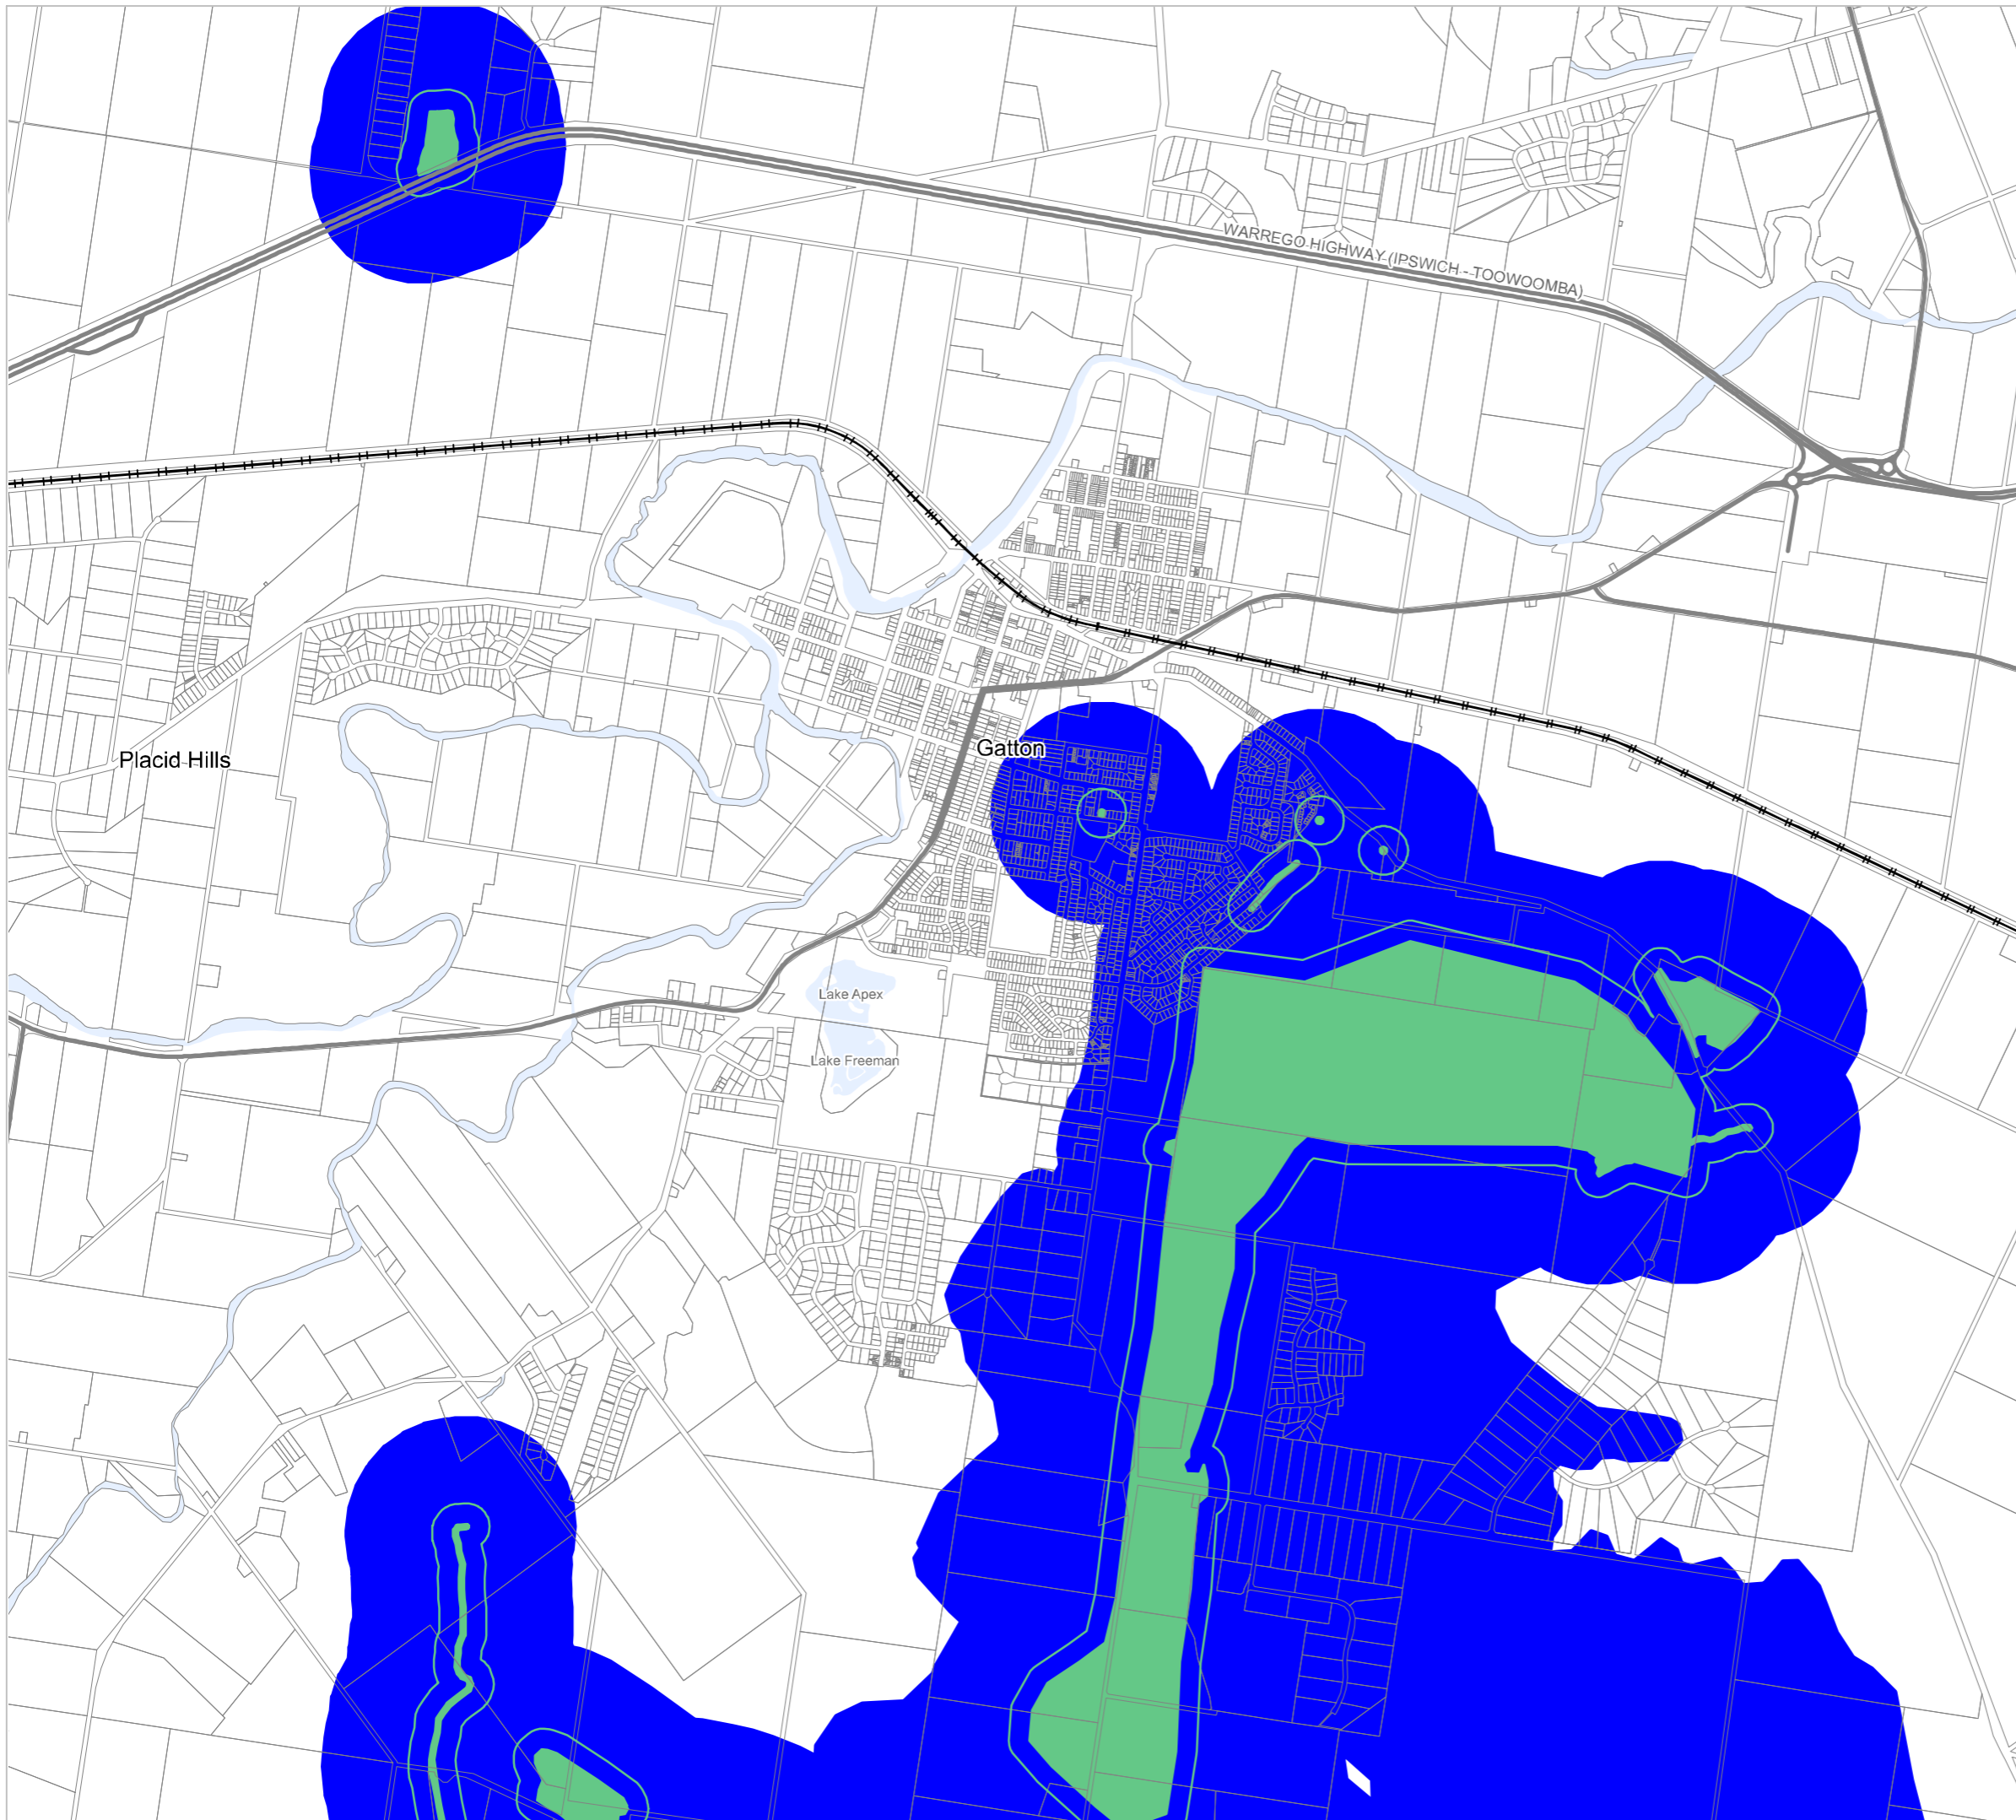 WARREGO HIGHWAY (IPSWICH - TOOWOOMBA)
Gatton
Placid Hills
Lake Apex
Lake Freeman